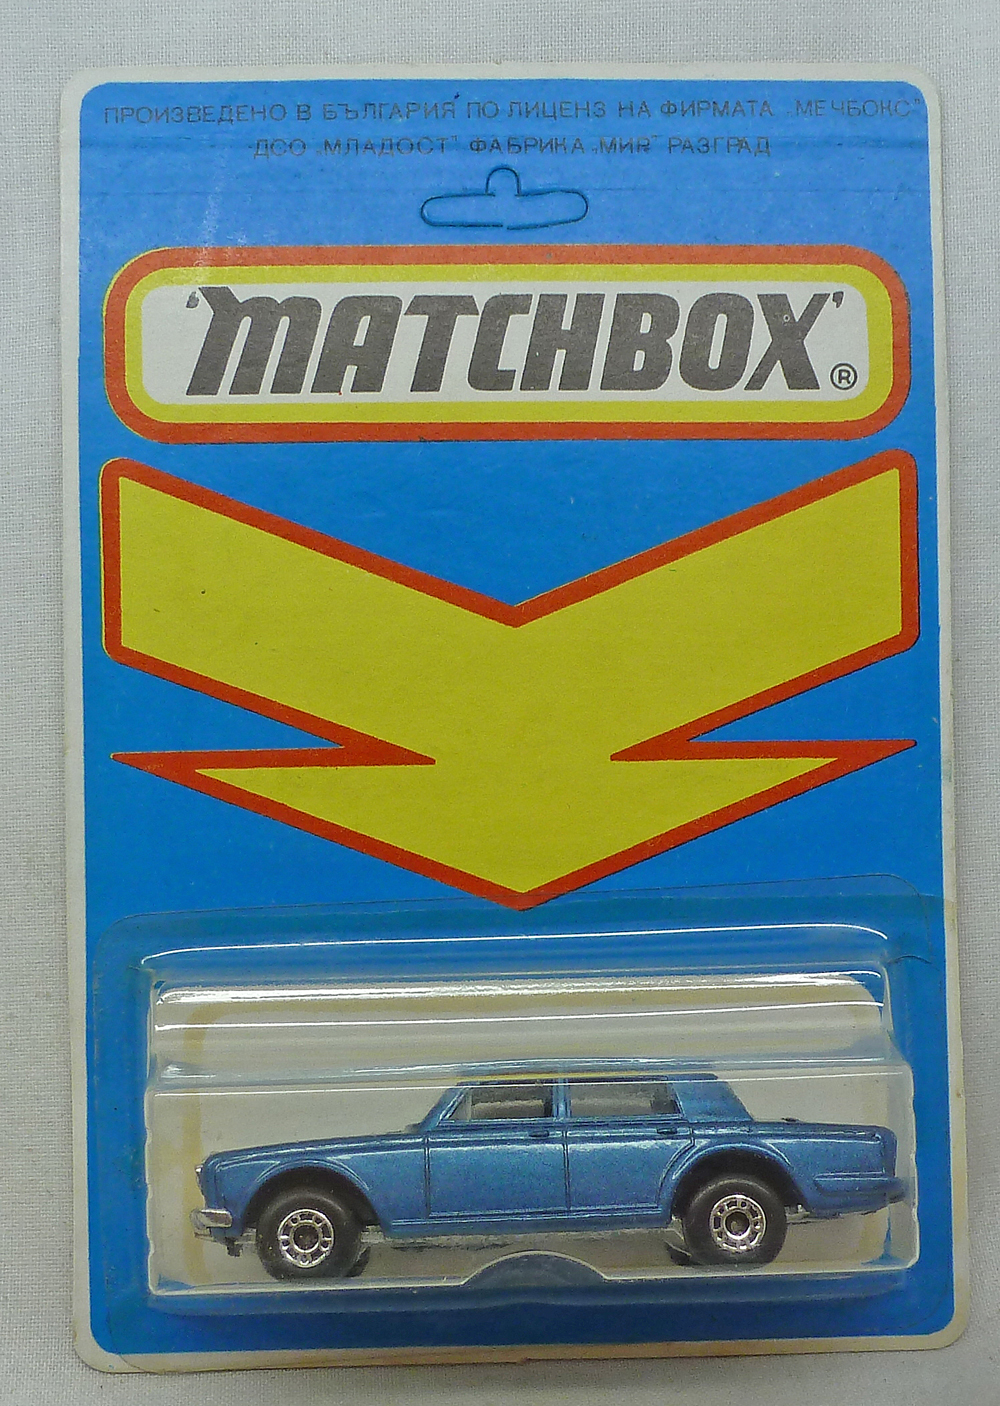 ПРОИЗВЕДЕНО В БЪЛГАРИЯ ПО ЛИЦЕНЗ НА ФИРМАТА „МЕЧБОКС"
ДСО „МЛАДОСТ" ФАБРИКА „МИР" РАЗГРАД
'MATCHBOX'®